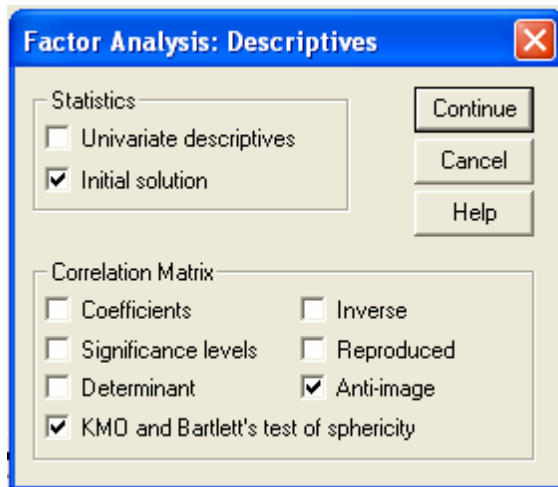 Factor Analysis: Descriptives
Statistics
Univariate descriptives
Initial solution
Continue
Cancel
Help
Correlation Matrix
Coefficients
Inverse
Significance levels
Reproduced
Determinant
Anti-image
KMO and Bartlett's test of sphericity